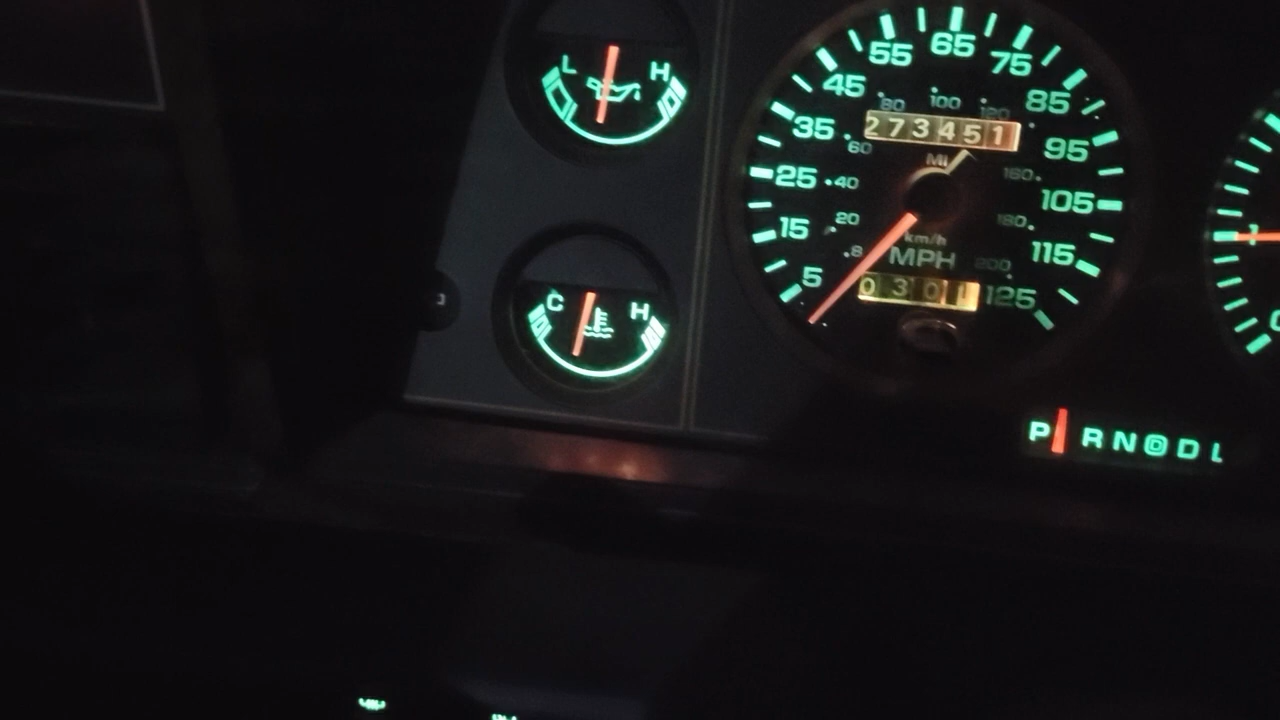 L H
C H
5 15 25 35 45 55 65 75 85 95 105 115 125
20 40 60 80 100 120 160 180 200
273451
MI
km/h
MPH
0301
1
P R N D D L